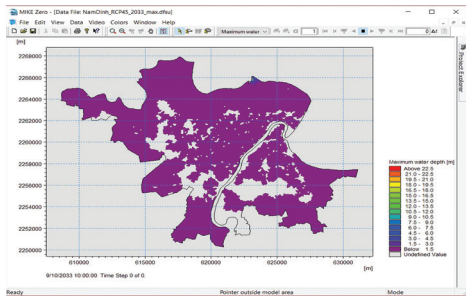 MIKE Zero - [Data File: NamDinh_RCP45_2033_max.dfsu]
File Edit View Data Videos Colors Window Help
Maximum water
1
0
[m]
2268000
2266000
2264000
2262000
2260000
2258000
2256000
2254000
2252000
2250000
610000 615000 620000 625000 630000
[m]
Maximum water depth [m]
Above 22.5
21.0 - 22.5
19.5 - 21.0
18.0 - 19.5
16.5 - 18.0
15.0 - 16.5
13.5 - 15.0
12.0 - 13.5
10.5 - 12.0
9.0 - 10.5
7.5 - 9.0
6.0 - 7.5
4.5 - 6.0
3.0 - 4.5
1.5 - 3.0
Below 1.5
Undefined Value
9/10/2033 10:00:00 Time Step 0 of 0.
Project Explorer
Ready
Pointer outside model area
Mode